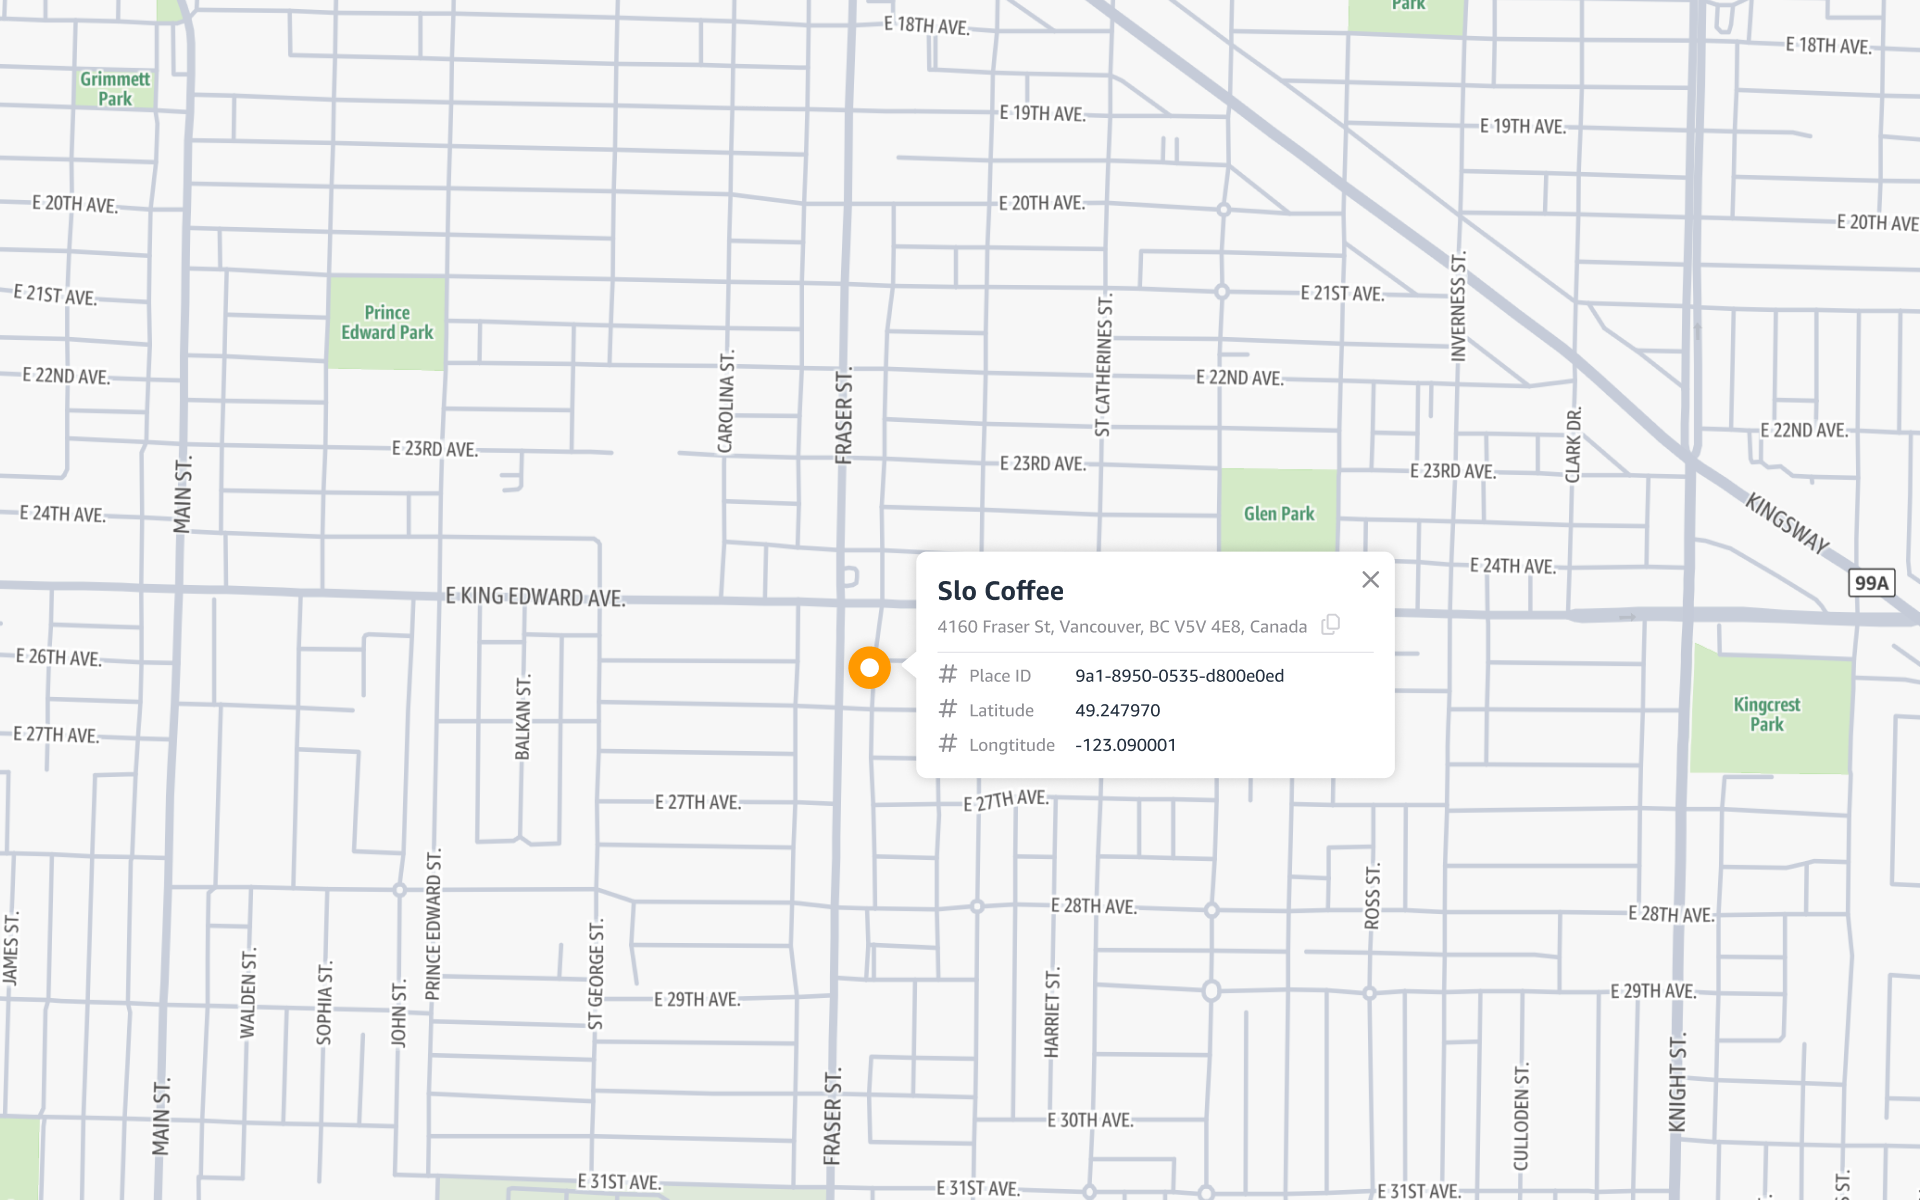 Park
E 18TH AVE.
E 18TH AVE.
Grimmett
Park
E 19TH AVE.
E 19TH AVE.
E 20TH AVE.
E 20TH AVE.
E 20TH AVE
E 21ST AVE.
E 21ST AVE.
INVERNESS ST.
Prince
Edward Park
ST CATHERINES ST.
E 22ND AVE.
E 22ND AVE.
CAROLINA ST.
FRASER ST.
CLARK DR.
E 22ND AVE.
E 23RD AVE.
E 23RD AVE.
E 23RD AVE.
MAIN ST.
E 24TH AVE.
Glen Park
KINGSWAY
E 24TH AVE.
99A
E KING EDWARD AVE.
Slo Coffee
4160 Fraser St, Vancouver, BC V5V 4E8, Canada
# Place ID 9a1-8950-0535-d800e0ed
# Latitude 49.247970
# Longtitude -123.090001
E 26TH AVE.
BALKAN ST.
E 27TH AVE.
Kingcrest
Park
E 27TH AVE.
E 27TH AVE.
PRINCE EDWARD ST.
ROSS ST.
E 28TH AVE.
E 28TH AVE.
JAMES ST.
WALDEN ST.
SOPHIA ST.
JOHN ST.
ST GEORGE ST.
E 29TH AVE.
HARRIET ST.
E 29TH AVE.
MAIN ST.
FRASER ST.
KNIGHT ST.
CULLODEN ST.
E 30TH AVE.
E 31ST AVE.
E 31ST AVE.
E 31ST AVE.